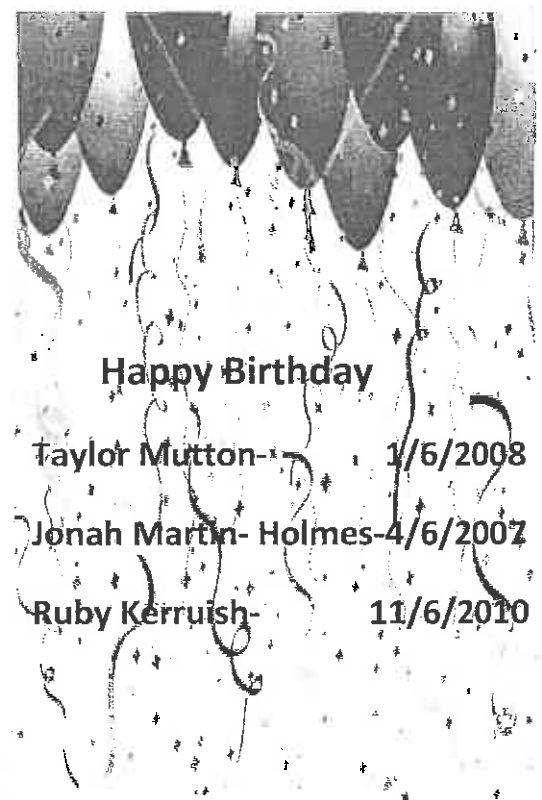 Happy Birthday
Taylor Mutton- 1/6/2008
Jonah Martin- Holmes-4/6/2007
Ruby Kerruish- 11/6/2010